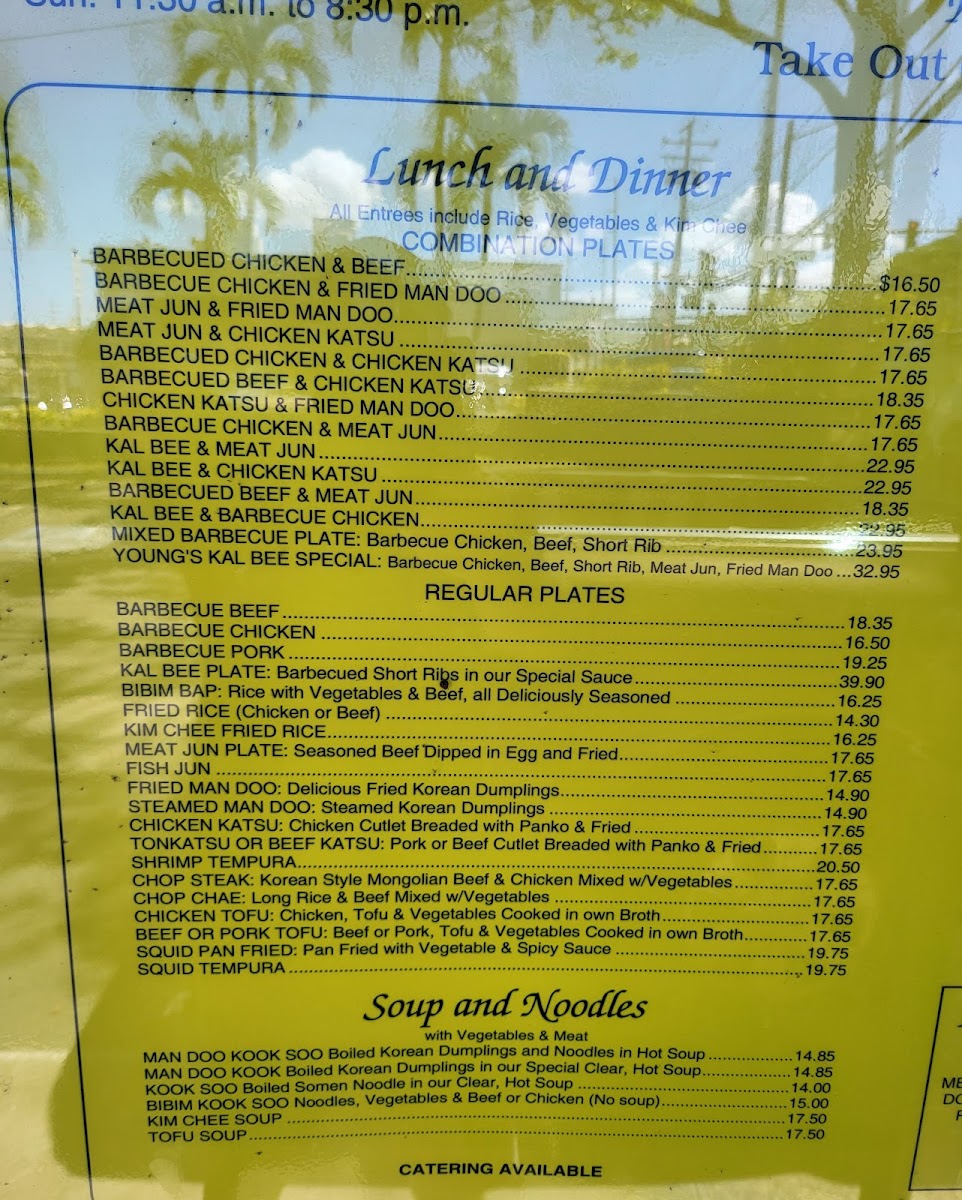 Sun. 11:30 a.m. to 8:30 p.m.
Take Out
Lunch and Dinner
All Entrees include Rice, Vegetables & Kim Chee
COMBINATION PLATES
BARBECUED CHICKEN & BEEF $16.50
BARBECUE CHICKEN & FRIED MAN DOO 17.65
MEAT JUN & FRIED MAN DOO 17.65
MEAT JUN & CHICKEN KATSU 17.65
BARBECUED CHICKEN & CHICKEN KATSU 17.65
BARBECUED BEEF & CHICKEN KATSU 18.35
CHICKEN KATSU & FRIED MAN DOO 17.65
BARBECUE CHICKEN & MEAT JUN 17.65
KAL BEE & MEAT JUN 22.95
KAL BEE & CHICKEN KATSU 22.95
BARBECUED BEEF & MEAT JUN 18.35
KAL BEE & BARBECUE CHICKEN 22.95
MIXED BARBECUE PLATE: Barbecue Chicken, Beef, Short Rib 23.95
YOUNG'S KAL BEE SPECIAL: Barbecue Chicken, Beef, Short Rib, Meat Jun, Fried Man Doo ...32.95
REGULAR PLATES
BARBECUE BEEF 18.35
BARBECUE CHICKEN 16.50
BARBECUE PORK 19.25
KAL BEE PLATE: Barbecued Short Ribs in our Special Sauce 39.90
BIBIM BAP: Rice with Vegetables & Beef, all Deliciously Seasoned 16.25
FRIED RICE (Chicken or Beef) 14.30
KIM CHEE FRIED RICE 16.25
MEAT JUN PLATE: Seasoned Beef Dipped in Egg and Fried 17.65
FISH JUN 17.65
FRIED MAN DOO: Delicious Fried Korean Dumplings 14.90
STEAMED MAN DOO: Steamed Korean Dumplings 14.90
CHICKEN KATSU: Chicken Cutlet Breaded with Panko & Fried 17.65
TONKATSU OR BEEF KATSU: Pork or Beef Cutlet Breaded with Panko & Fried 17.65
SHRIMP TEMPURA 20.50
CHOP STEAK: Korean Style Mongolian Beef & Chicken Mixed w/Vegetables 17.65
CHOP CHAE: Long Rice & Beef Mixed w/Vegetables 17.65
CHICKEN TOFU: Chicken, Tofu & Vegetables Cooked in own Broth 17.65
BEEF OR PORK TOFU: Beef or Pork, Tofu & Vegetables Cooked in own Broth 17.65
SQUID PAN FRIED: Pan Fried with Vegetable & Spicy Sauce 19.75
SQUID TEMPURA 19.75
Soup and Noodles
with Vegetables & Meat
MAN DOO KOOK SOO Boiled Korean Dumplings and Noodles in Hot Soup 14.85
MAN DOO KOOK Boiled Korean Dumplings in our Special Clear, Hot Soup 14.85
KOOK SOO Boiled Somen Noodle in our Clear, Hot Soup 14.00
BIBIM KOOK SOO Noodles, Vegetables & Beef or Chicken (No soup) 15.00
KIM CHEE SOUP 17.50
TOFU SOUP 17.50
CATERING AVAILABLE